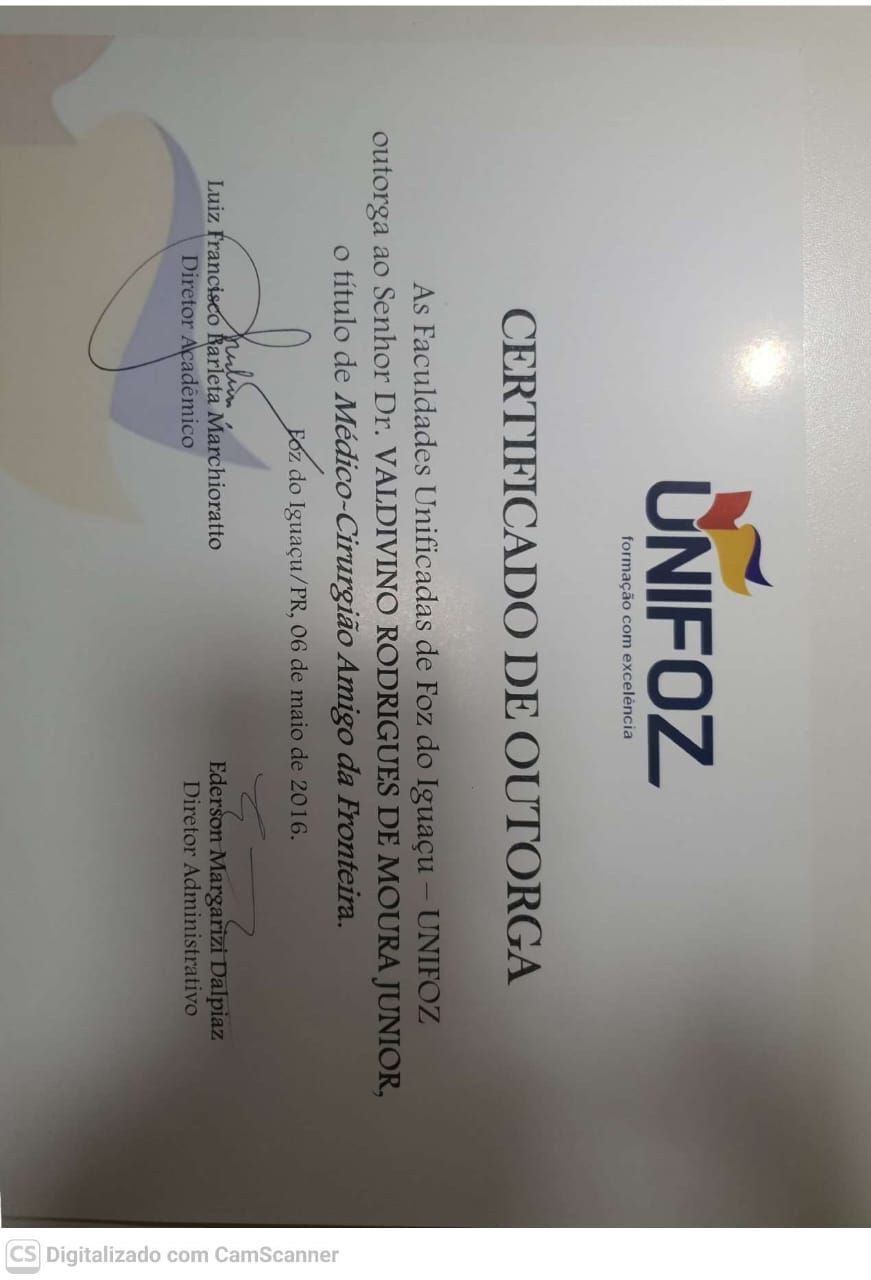 UNIFOZ
formação com excelência
CERTIFICADO DE OUTORGA
As Faculdades Unificadas de Foz do Iguaçu – UNIFOZ
outorga ao Senhor Dr. VALDIVINO RODRIGUES DE MOURA JUNIOR,
o título de Médico-Cirurgião Amigo da Fronteira.
Foz do Iguaçu/PR, 06 de maio de 2016.
Luiz Francisco Barleta Marchioratto
Diretor Acadêmico
Ederson Margarizi Dalpiaz
Diretor Administrativo
CS Digitalizado com CamScanner